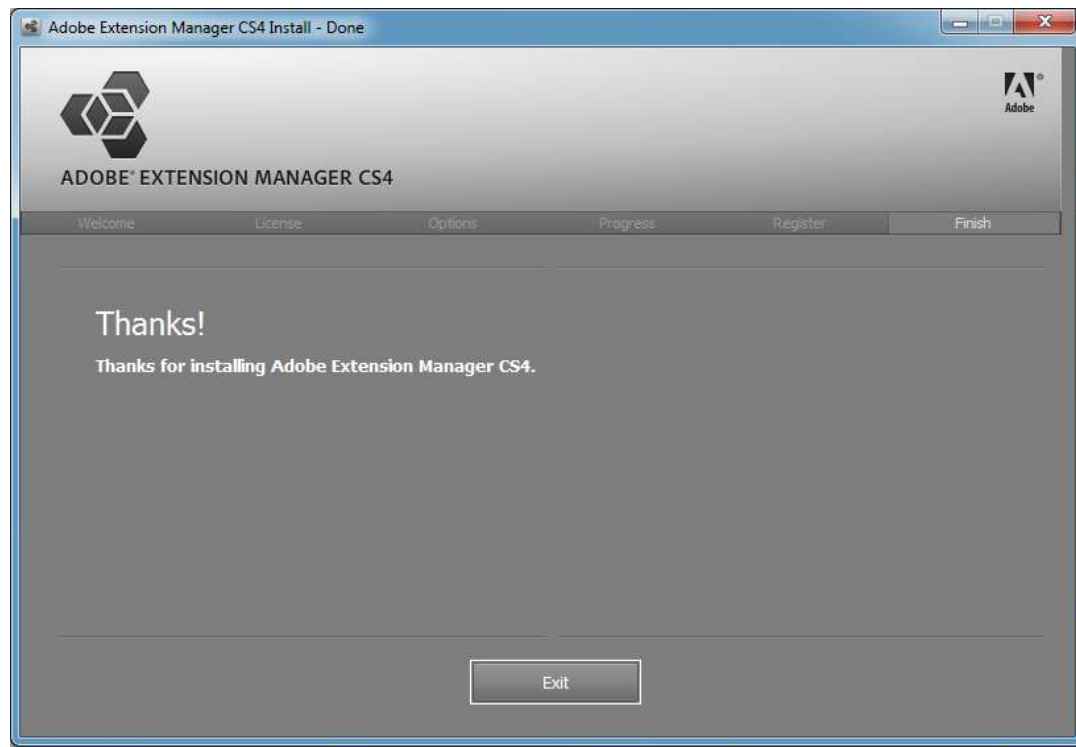 Adobe Extension Manager CS4 Install - Done
Adobe
ADOBE® EXTENSION MANAGER CS4
Welcome License Options Progress Register Finish
Thanks!
Thanks for installing Adobe Extension Manager CS4.
Exit